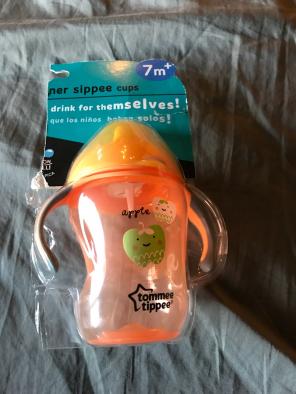 7m+
ner sippee cups
drink for themselves!
que los niños beban solos!
apple
tommee
tippee